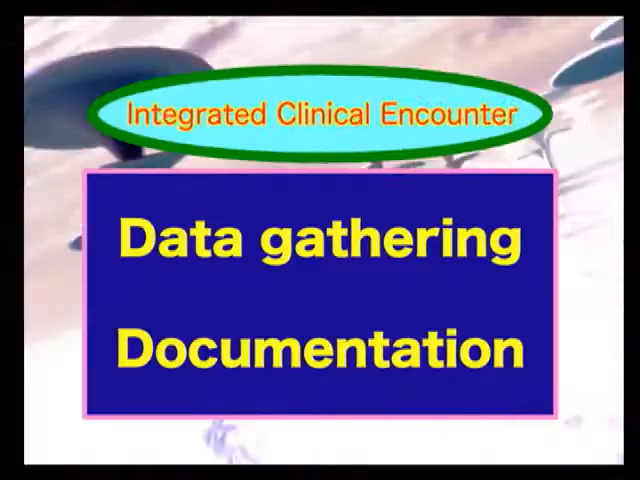 Integrated Clinical Encounter
Data gathering
Documentation